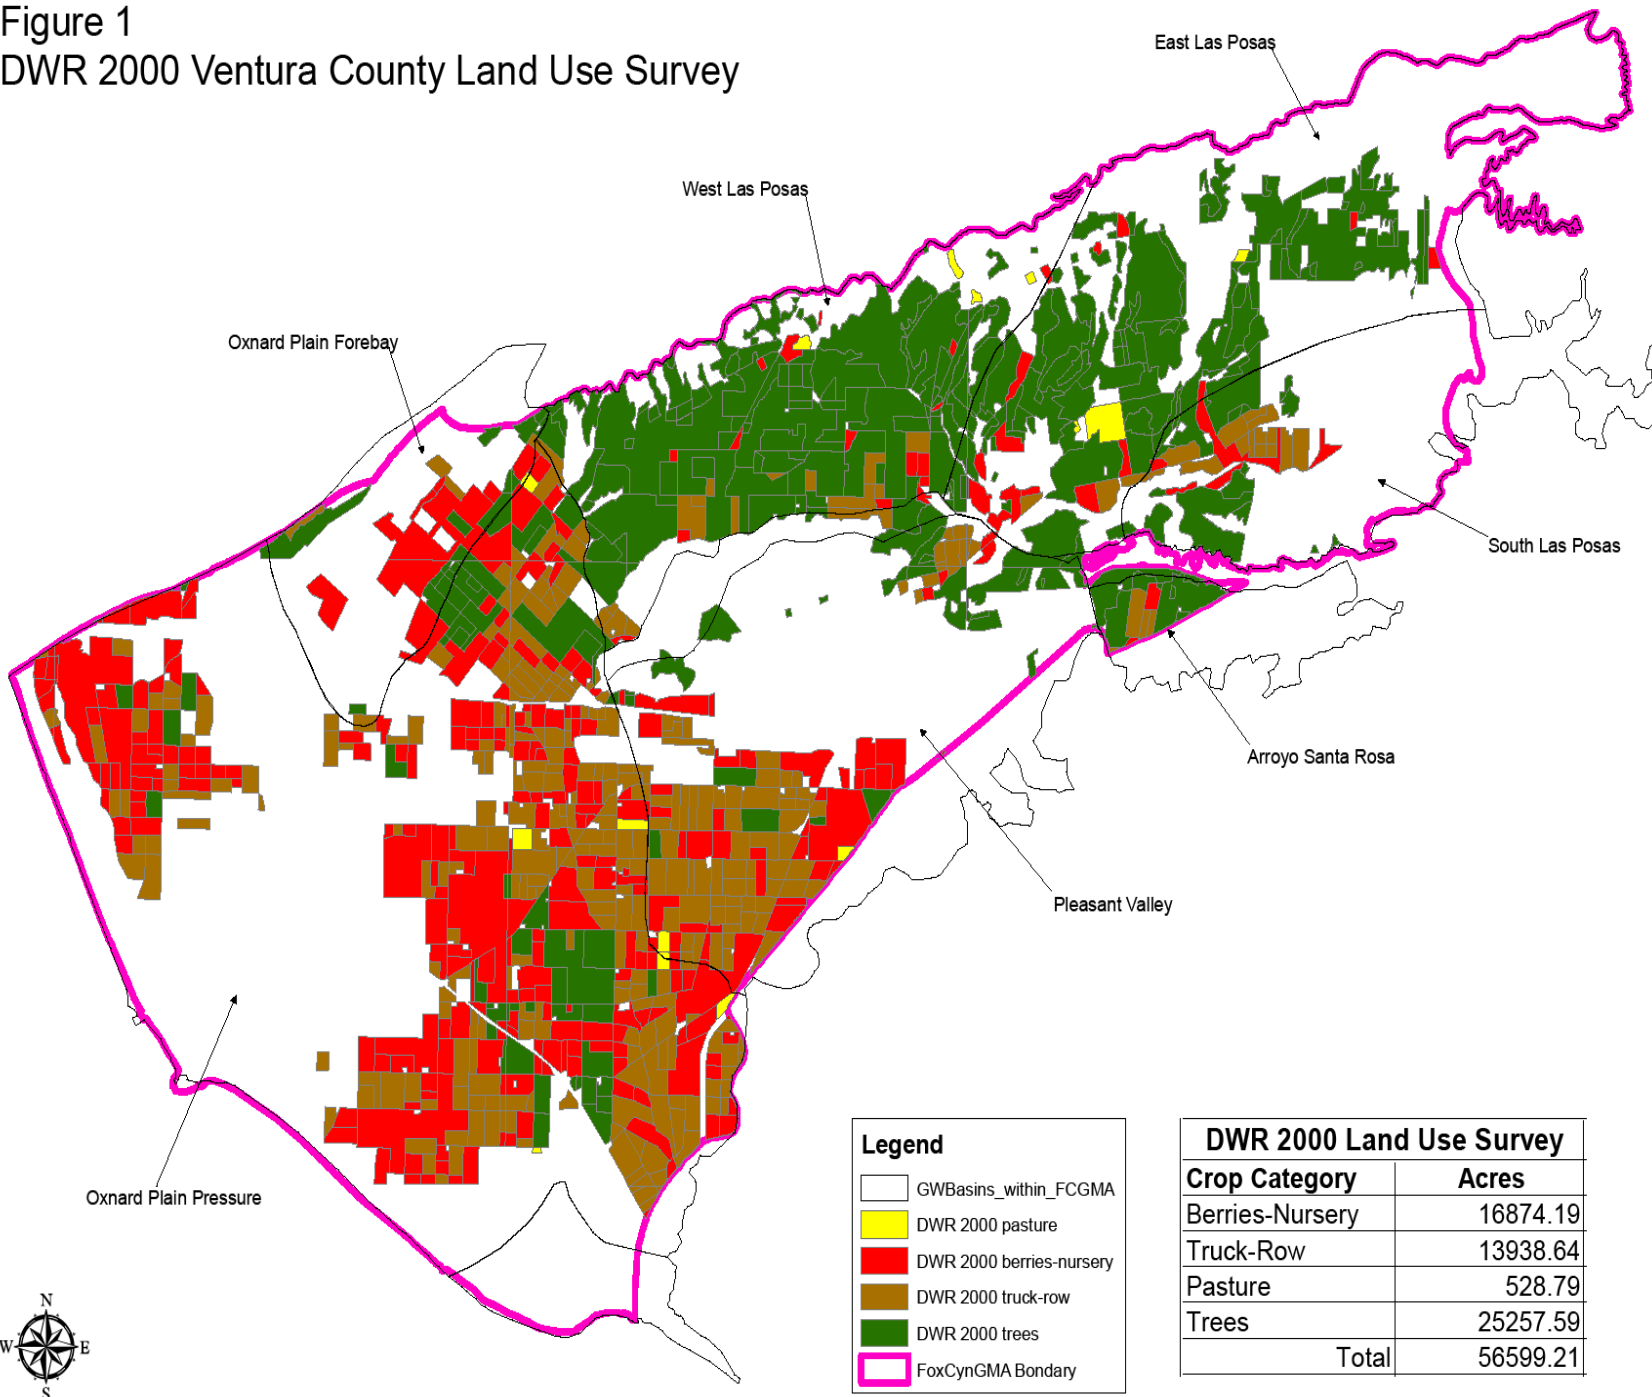 Figure 1
DWR 2000 Ventura County Land Use Survey
East Las Posas
West Las Posas
Oxnard Plain Forebay
South Las Posas
Arroyo Santa Rosa
Pleasant Valley
Oxnard Plain Pressure
Legend
GWBasins_within_FCGMA
DWR 2000 pasture
DWR 2000 berries-nursery
DWR 2000 truck-row
DWR 2000 trees
FoxCynGMA Bondary
DWR 2000 Land Use Survey
Crop Category Acres
Berries-Nursery 16874.19
Truck-Row 13938.64
Pasture 528.79
Trees 25257.59
Total 56599.21
N
W E
S